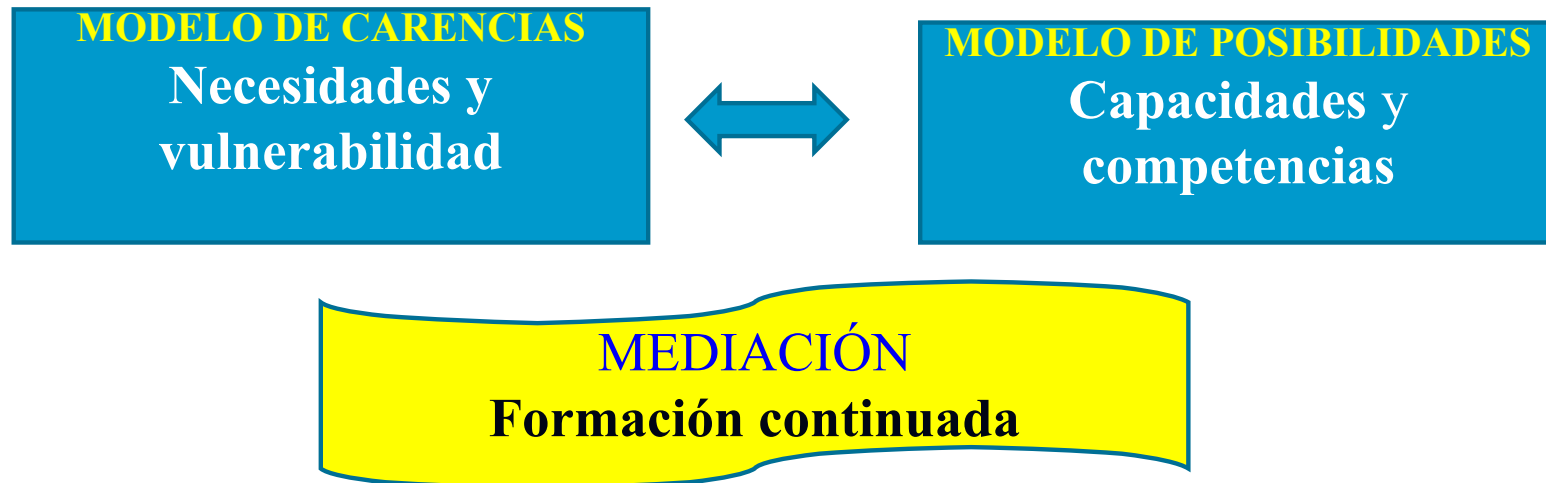 MODELO DE CARENCIAS
Necesidades y
vulnerabilidad
MODELO DE POSIBILIDADES
Capacidades y
competencias
MEDIACIÓN
Formación continuada